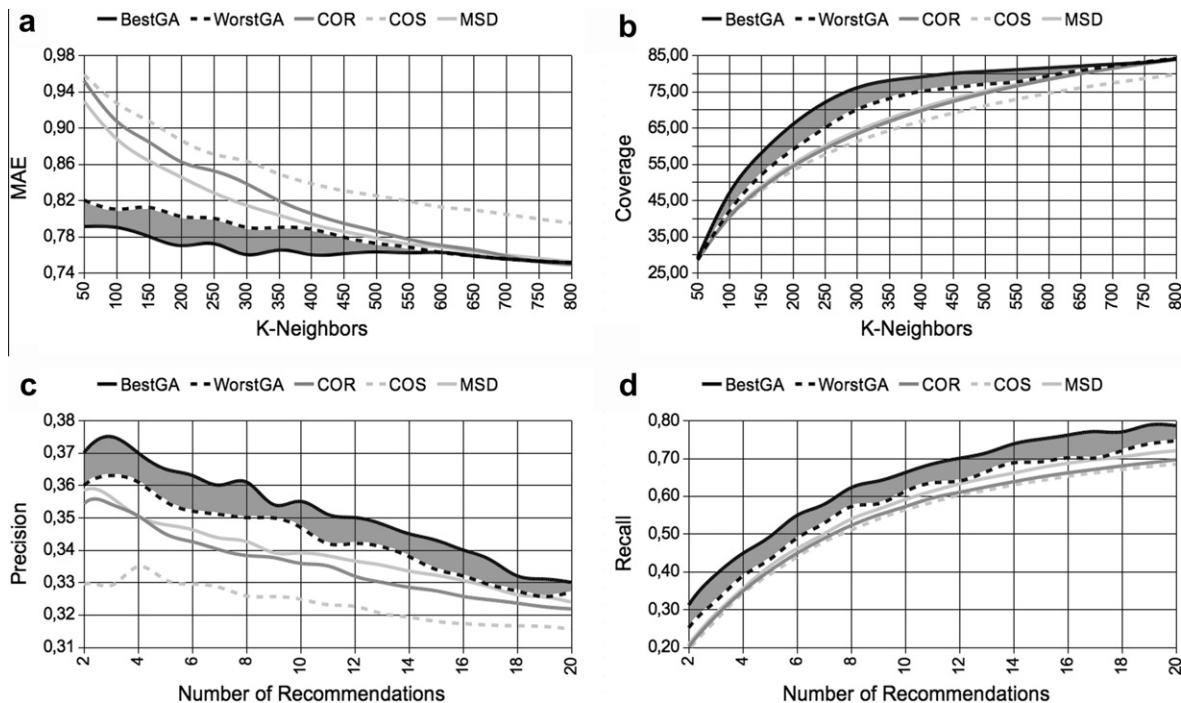 a
BestGA WorstGA COR COS MSD
0,98
0,94
0,90
0,86
0,82
0,78
0,74
MAE
50 100 150 200 250 300 350 400 450 500 550 600 650 700 750 800
K-Neighbors
b
BestGA WorstGA COR COS MSD
85,00
75,00
65,00
55,00
45,00
35,00
25,00
Coverage
50 100 150 200 250 300 350 400 450 500 550 600 650 700 750 800
K-Neighbors
c
BestGA WorstGA COR COS MSD
0,38
0,37
0,36
0,35
0,34
0,33
0,32
0,31
Precision
2 4 6 8 10 12 14 16 18 20
Number of Recommendations
d
BestGA WorstGA COR COS MSD
0,80
0,70
0,60
0,50
0,40
0,30
0,20
Recall
2 4 6 8 10 12 14 16 18 20
Number of Recommendations